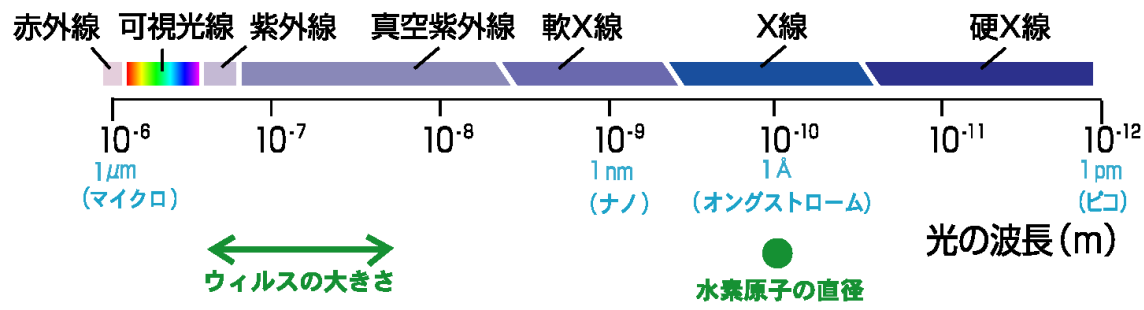 赤外線 可視光線 紫外線 真空紫外線 軟X線 X線 硬X線
10-6 10-7 10-8 10-9 10-10 10-11 10-12
1μm 1nm 1Å 1pm
(マイクロ) (ナノ) (オングストローム) (ピコ)
光の波長(m)
ウィルスの大きさ 水素原子の直径